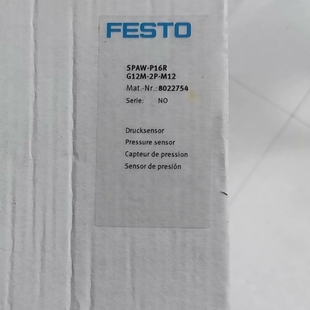 FESTO
SPAW-P16R
G12M-2P-M12
Mat.-Nr.: 8022754
Serie: NO
Drucksensor
Pressure sensor
Capteur de pression
Sensor de presión